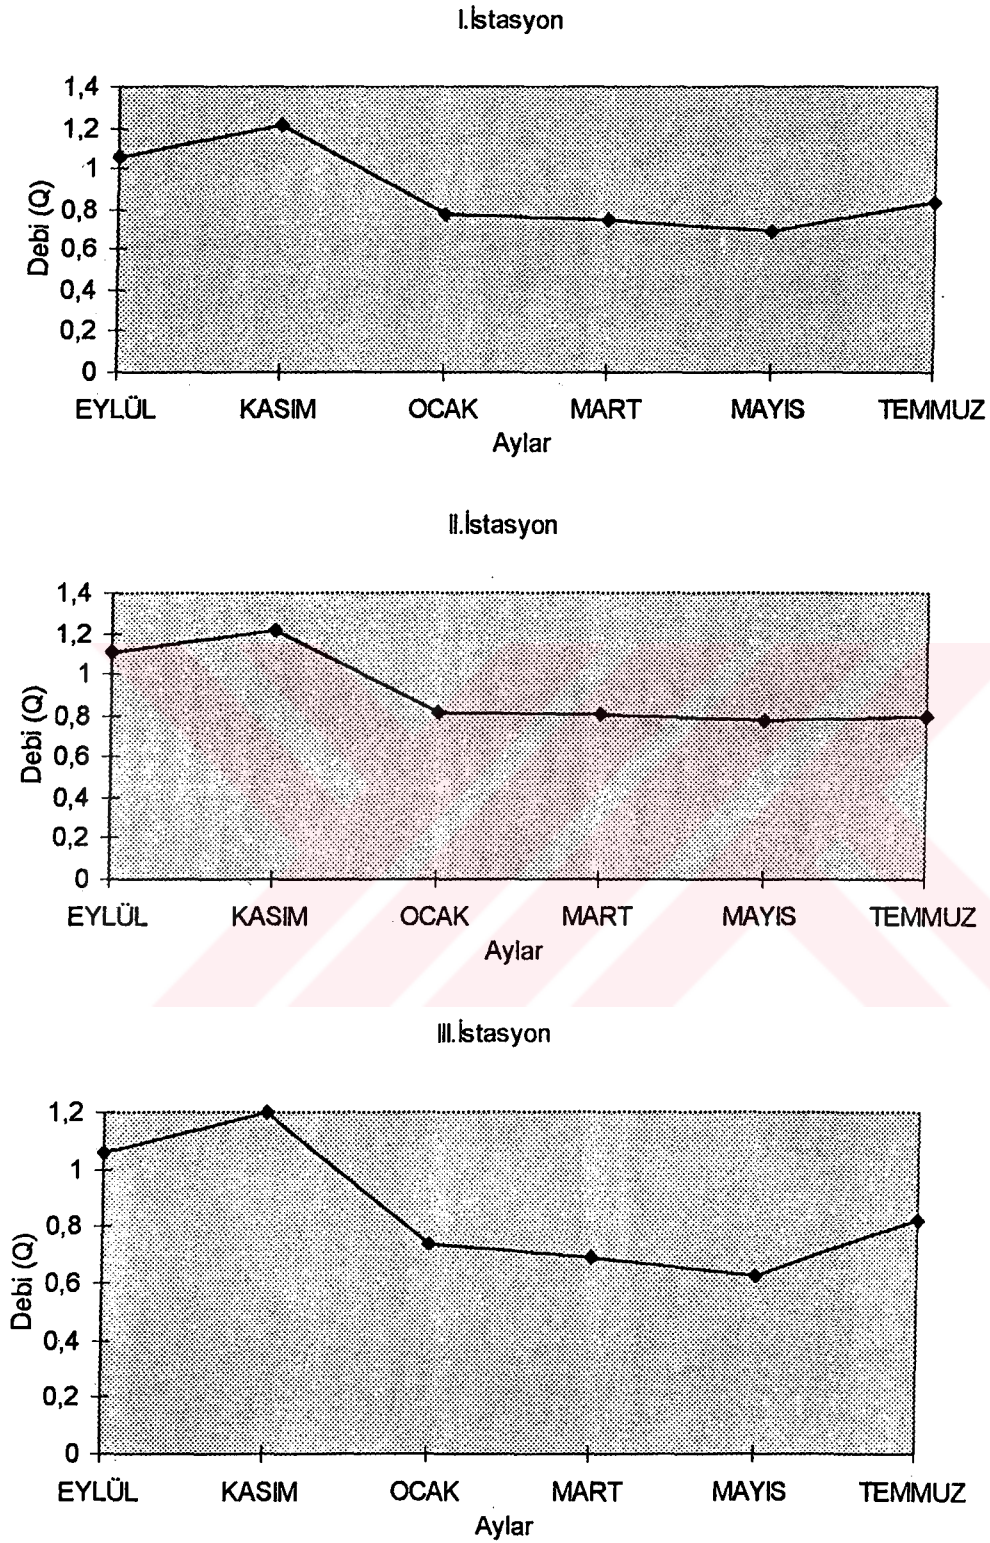 I.İstasyon
1,4
1,2
1
0,8
0,6
0,4
0,2
0
Debi (Q)
EYLÜL KASIM OCAK MART MAYIS TEMMUZ
Aylar
II.İstasyon
1,4
1,2
1
0,8
0,6
0,4
0,2
0
Debi (Q)
EYLÜL KASIM OCAK MART MAYIS TEMMUZ
Aylar
III.İstasyon
1,2
1
0,8
0,6
0,4
0,2
0
Debi (Q)
EYLÜL KASIM OCAK MART MAYIS TEMMUZ
Aylar